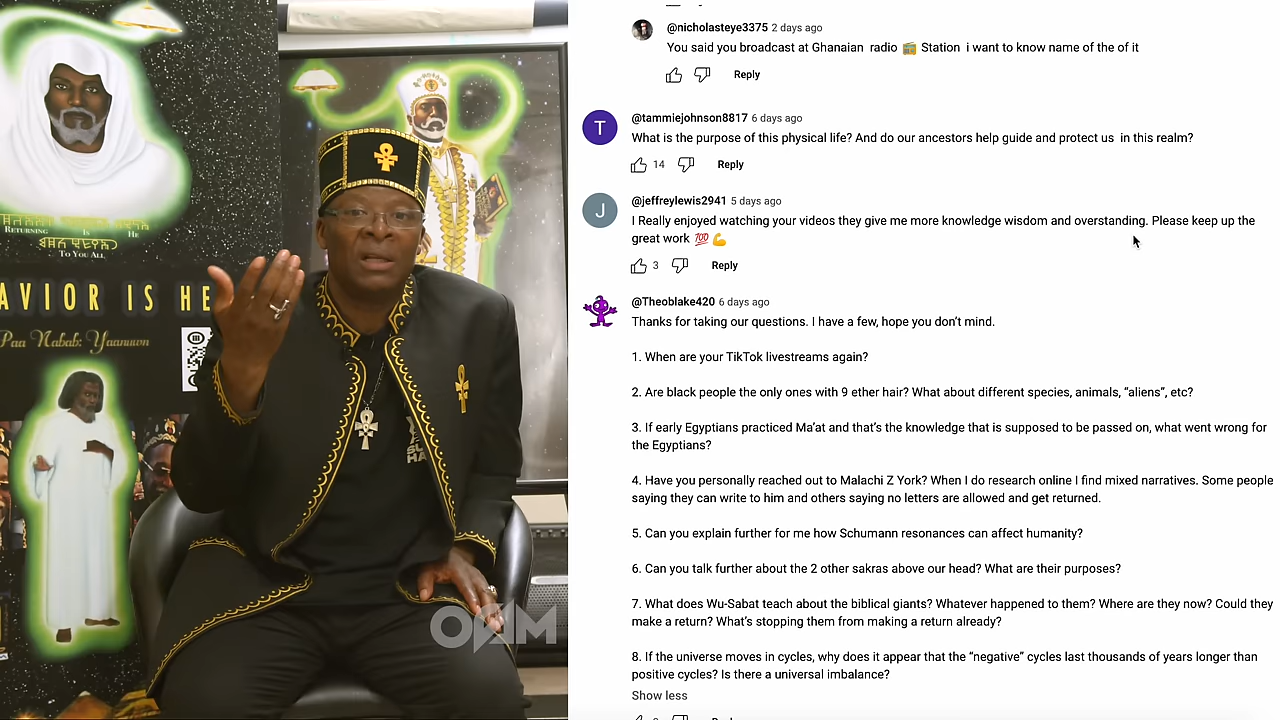 RETURNING IS HE
TO YOU ALL
AVIOR IS HE
Paa Nabab: Yaanuwn
OM
@nicholasteye3375 2 days ago
You said you broadcast at Ghanaian radio 📻 Station i want to know name of the of it
Reply
T
@tammiejohnson8817 6 days ago
What is the purpose of this physical life? And do our ancestors help guide and protect us in this realm?
14 Reply
J
@jeffreylewis2941 5 days ago
I Really enjoyed watching your videos they give me more knowledge wisdom and overstanding. Please keep up the
great work 💯 💪
3 Reply
@Theoblake420 6 days ago
Thanks for taking our questions. I have a few, hope you don’t mind.
1. When are your TikTok livestreams again?
2. Are black people the only ones with 9 ether hair? What about different species, animals, “aliens”, etc?
3. If early Egyptians practiced Ma’at and that’s the knowledge that is supposed to be passed on, what went wrong for
the Egyptians?
4. Have you personally reached out to Malachi Z York? When I do research online I find mixed narratives. Some people
saying they can write to him and others saying no letters are allowed and get returned.
5. Can you explain further for me how Schumann resonances can affect humanity?
6. Can you talk further about the 2 other sakras above our head? What are their purposes?
7. What does Wu-Sabat teach about the biblical giants? Whatever happened to them? Where are they now? Could they
make a return? What’s stopping them from making a return already?
8. If the universe moves in cycles, why does it appear that the “negative” cycles last thousands of years longer than
positive cycles? Is there a universal imbalance?
Show less